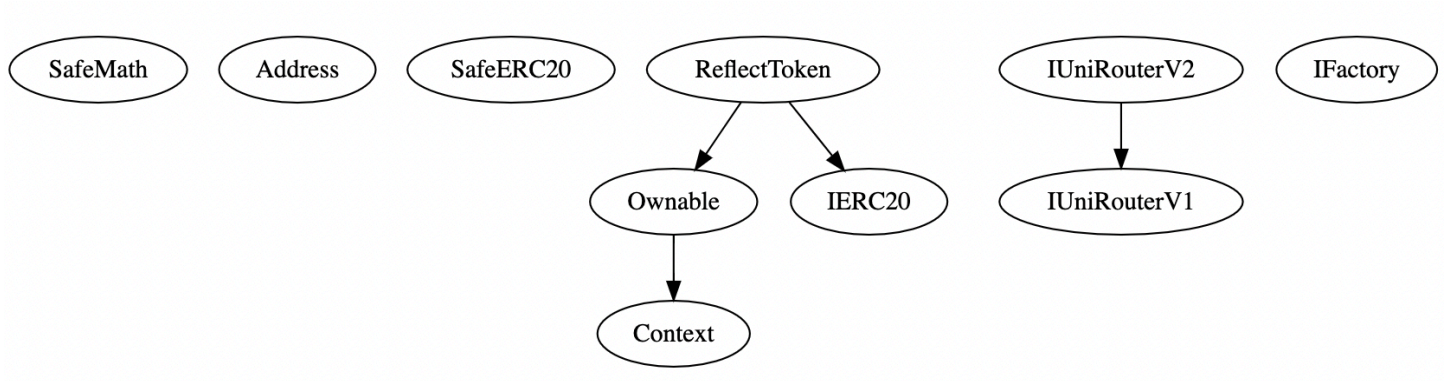 SafeMath
Address
SafeERC20
ReflectToken
IUniRouterV2
IFactory
Ownable
IERC20
IUniRouterV1
Context